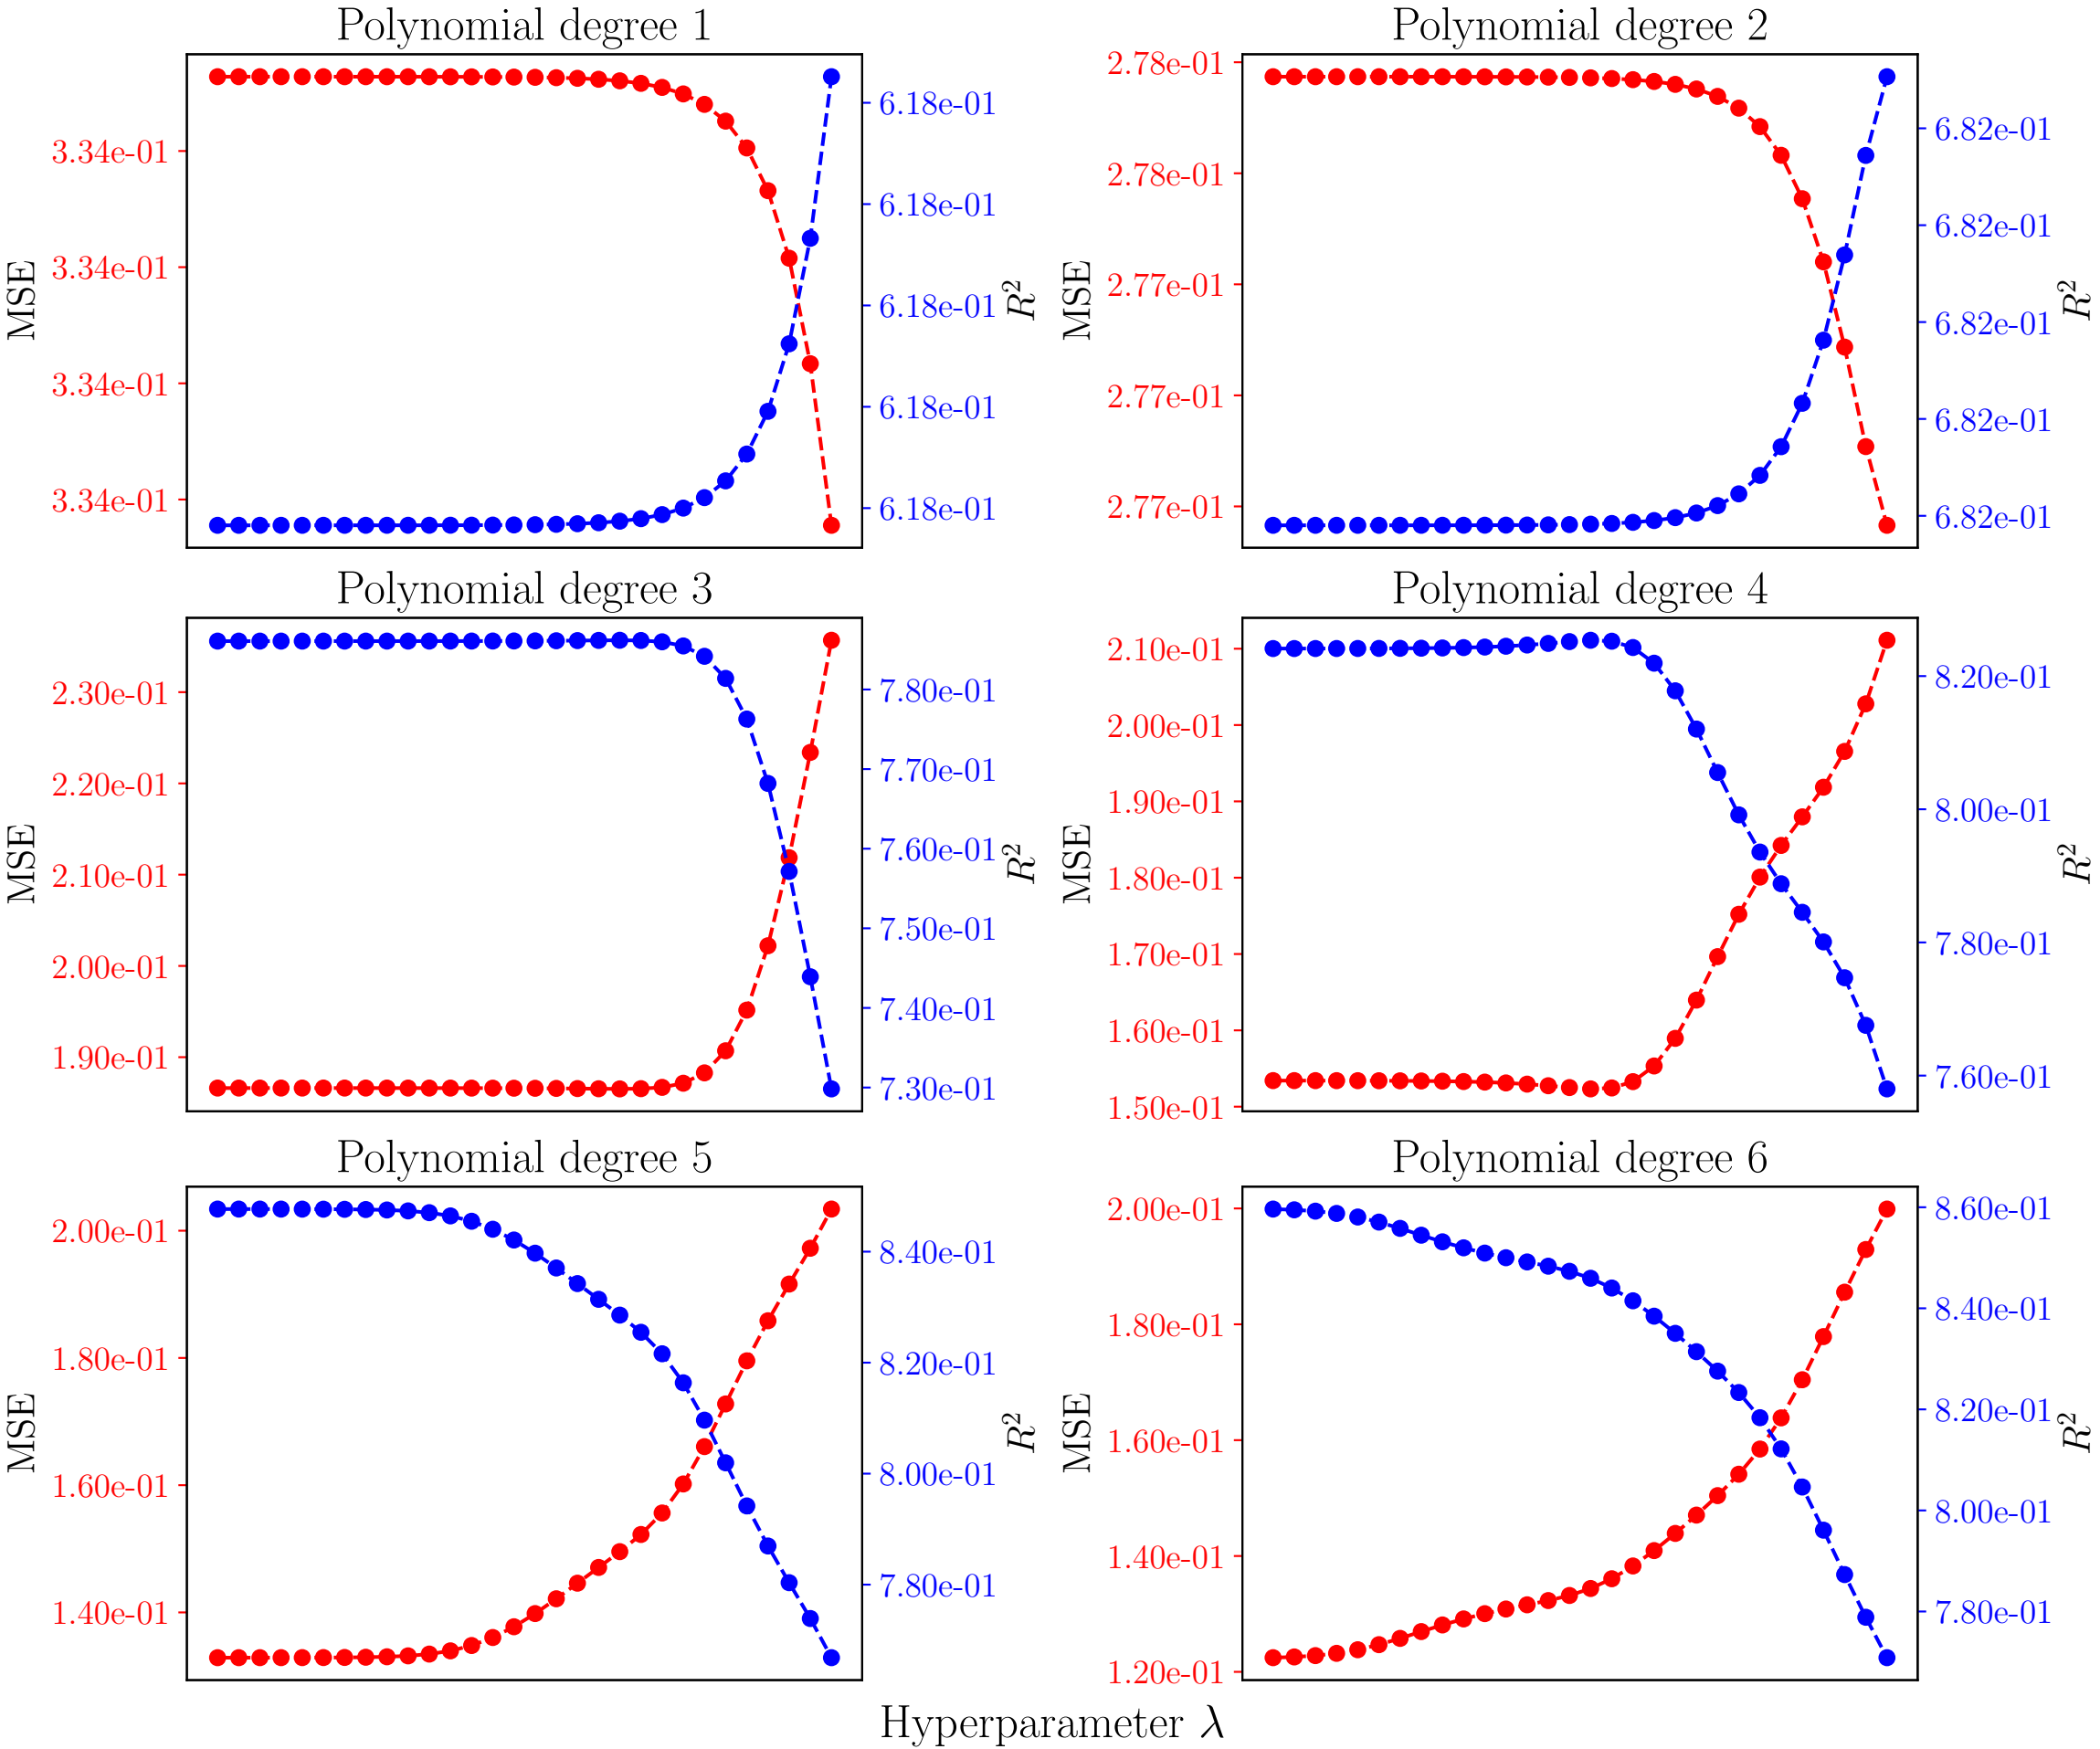 Polynomial degree 1
MSE
3.34e-01
3.34e-01
3.34e-01
3.34e-01
6.18e-01
6.18e-01
6.18e-01
6.18e-01
6.18e-01
R²
Polynomial degree 2
MSE
2.78e-01
2.78e-01
2.77e-01
2.77e-01
2.77e-01
6.82e-01
6.82e-01
6.82e-01
6.82e-01
6.82e-01
R²
Polynomial degree 3
MSE
2.30e-01
2.20e-01
2.10e-01
2.00e-01
1.90e-01
7.80e-01
7.70e-01
7.60e-01
7.50e-01
7.40e-01
7.30e-01
R²
Polynomial degree 4
MSE
2.10e-01
2.00e-01
1.90e-01
1.80e-01
1.70e-01
1.60e-01
1.50e-01
8.20e-01
8.00e-01
7.80e-01
7.60e-01
R²
Polynomial degree 5
MSE
2.00e-01
1.80e-01
1.60e-01
1.40e-01
8.40e-01
8.20e-01
8.00e-01
7.80e-01
R²
Polynomial degree 6
MSE
2.00e-01
1.80e-01
1.60e-01
1.40e-01
1.20e-01
8.60e-01
8.40e-01
8.20e-01
8.00e-01
7.80e-01
R²
Hyperparameter λ